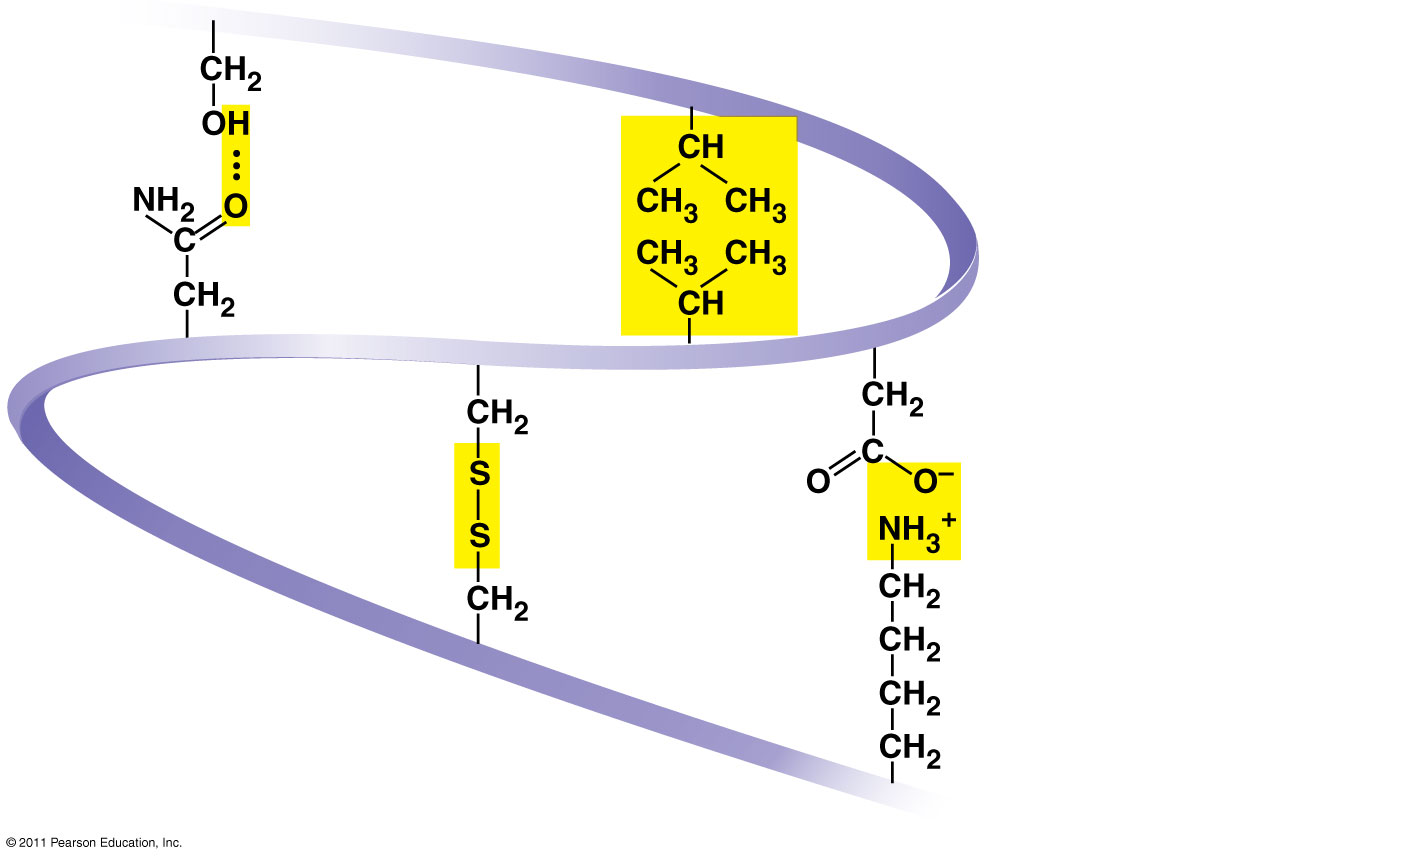 CH₂
OH
NH₂ O
C
CH₂
CH
CH₃ CH₃
CH₃ CH₃
CH
CH₂
S
S
CH₂
CH₂
C
O O⁻
NH₃⁺
CH₂
CH₂
CH₂
CH₂
© 2011 Pearson Education, Inc.